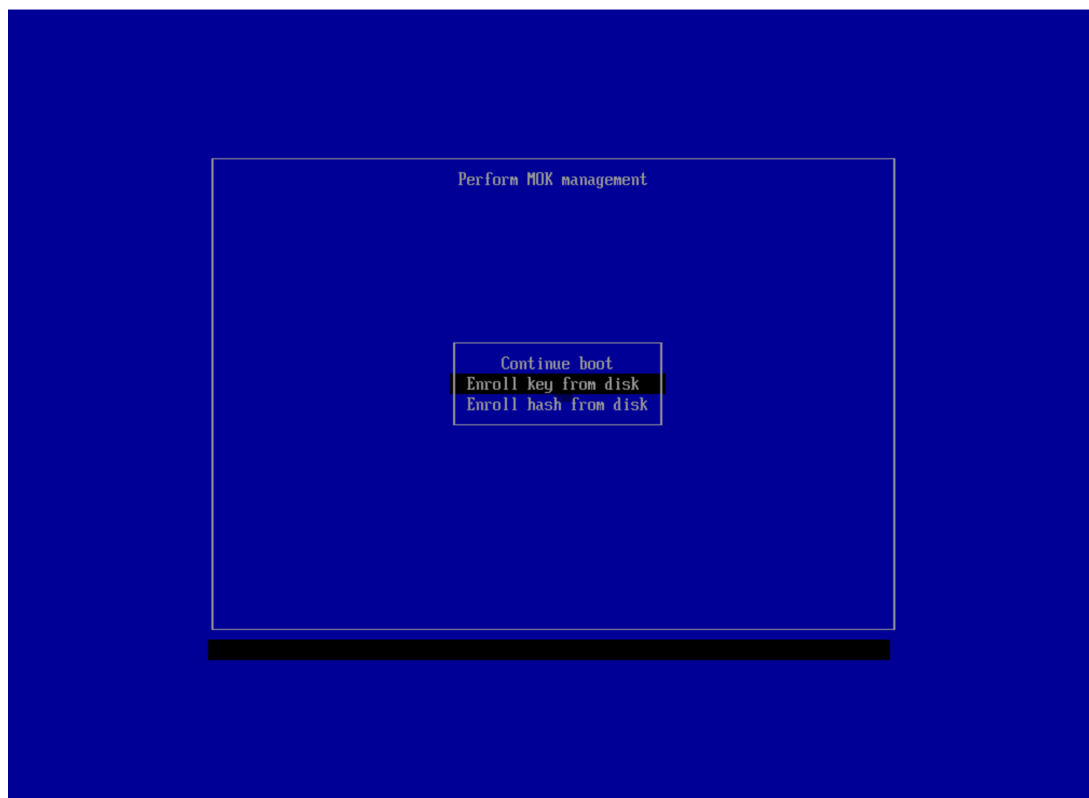 Perform MOK management
Continue boot
Enroll key from disk
Enroll hash from disk